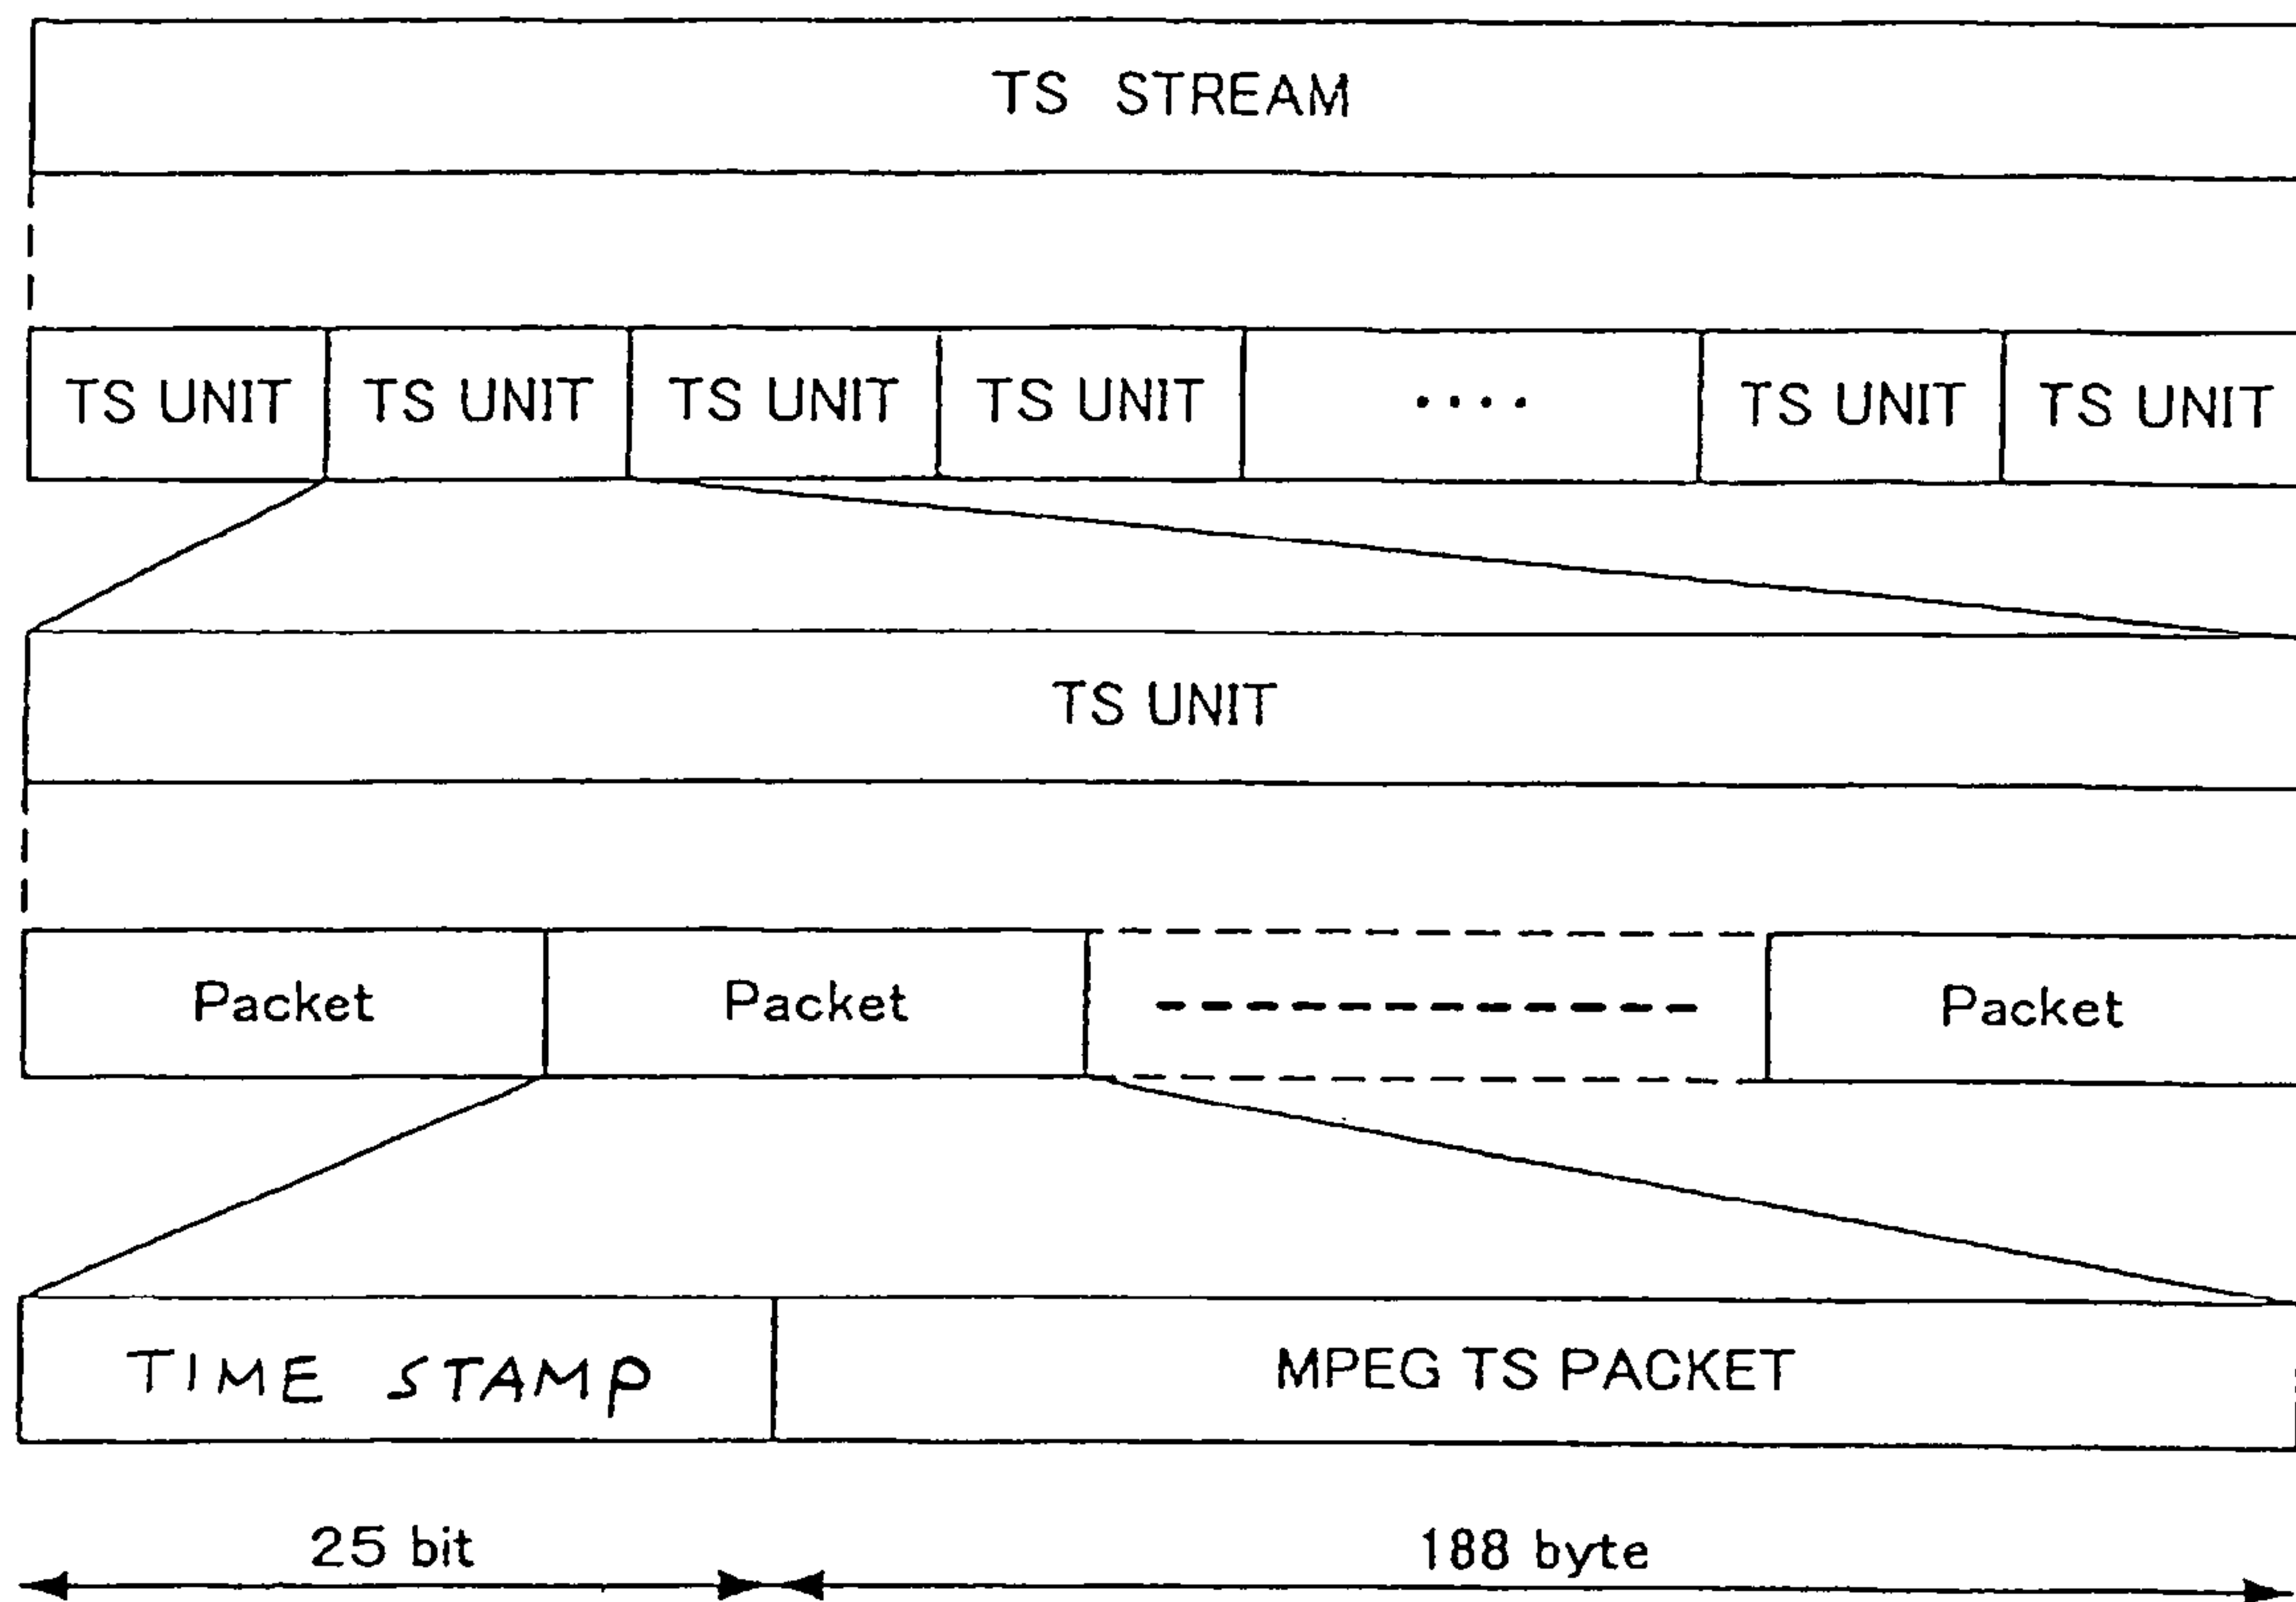 TS STREAM
TS UNIT TS UNIT TS UNIT TS UNIT •••• TS UNIT TS UNIT
TS UNIT
Packet Packet Packet
TIME STAMP MPEG TS PACKET
25 bit 188 byte